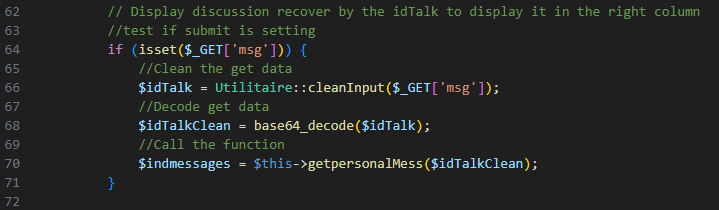 62 // Display discussion recover by the idTalk to display it in the right column
63 //test if submit is setting
64 if (isset($_GET['msg'])) {
65 //Clean the get data
66 $idTalk = Utilitaire::cleanInput($_GET['msg']);
67 //Decode get data
68 $idTalkClean = base64_decode($idTalk);
69 //Call the function
70 $indmessages = $this->getpersonalMess($idTalkClean);
71 }
72